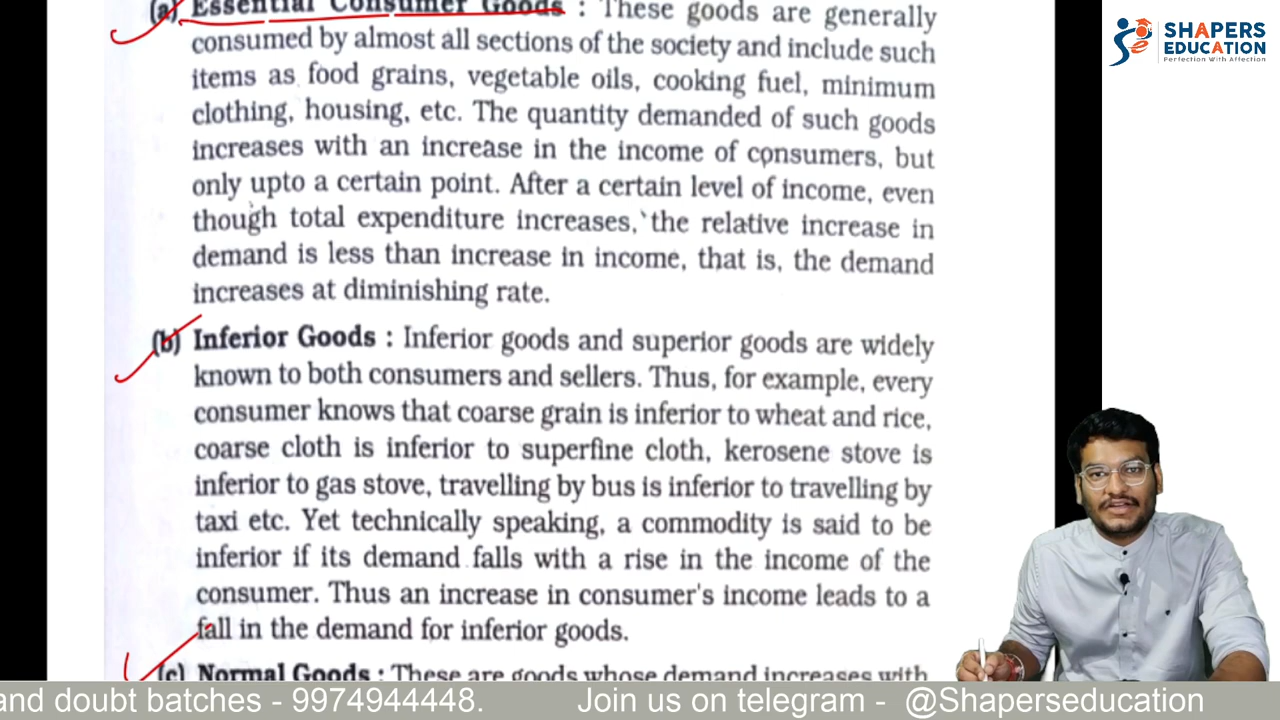 (a) Essential Consumer Goods : These goods are generally
consumed by almost all sections of the society and include such
items as food grains, vegetable oils, cooking fuel, minimum
clothing, housing, etc. The quantity demanded of such goods
increases with an increase in the income of consumers, but
only upto a certain point. After a certain level of income, even
though total expenditure increases, the relative increase in
demand is less than increase in income, that is, the demand
increases at diminishing rate.
(b) Inferior Goods : Inferior goods and superior goods are widely
known to both consumers and sellers. Thus, for example, every
consumer knows that coarse grain is inferior to wheat and rice,
coarse cloth is inferior to superfine cloth, kerosene stove is
inferior to gas stove, travelling by bus is inferior to travelling by
taxi etc. Yet technically speaking, a commodity is said to be
inferior if its demand falls with a rise in the income of the
consumer. Thus an increase in consumer's income leads to a
fall in the demand for inferior goods.
(c) Normal Goods : These are goods whose demand increases with
SHAPERS
EDUCATION
Perfection With Affection
and doubt batches - 9974944448. Join us on telegram - @Shaperseducation